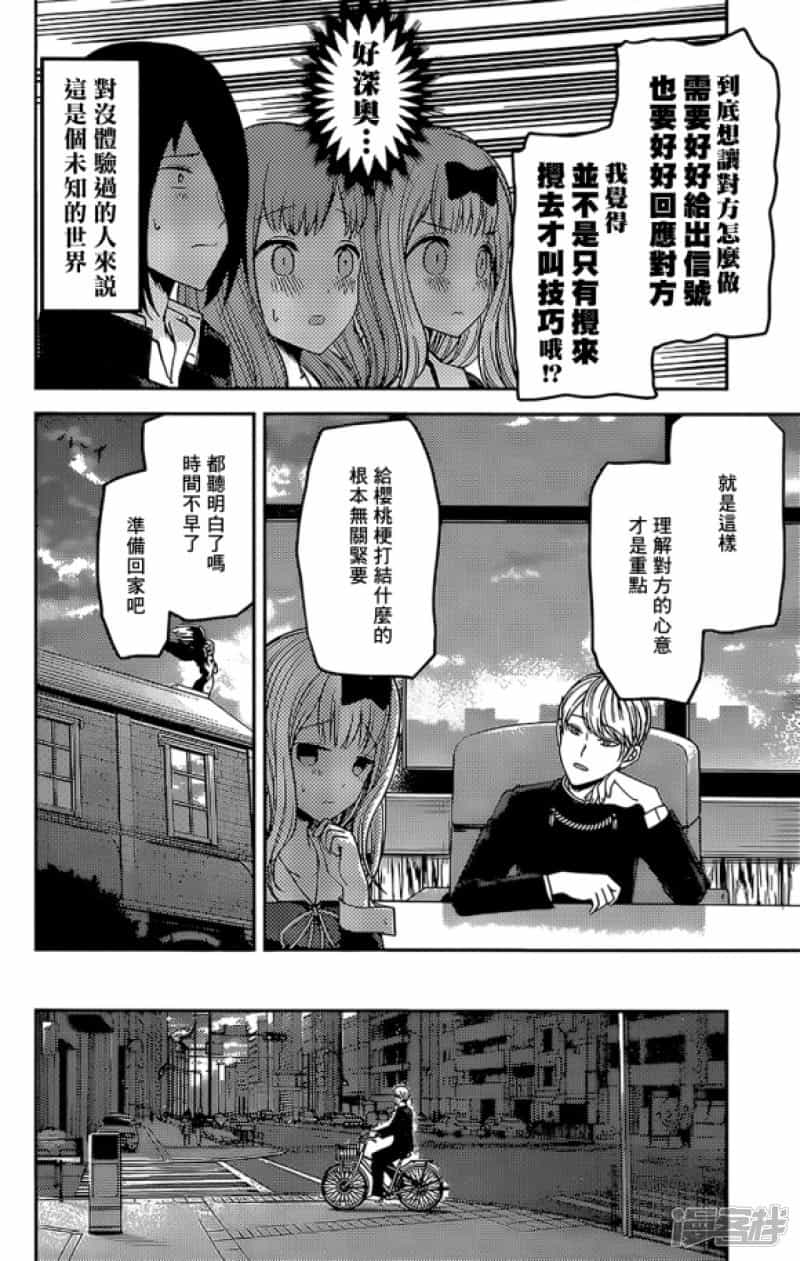 到底想讓對方怎麼做
需要好好給出信號
也要好好回應對方
我覺得
並不是只有攪來
攪去才叫技巧哦!?
好深奧…
對沒體驗過的人來說
這是個未知的世界
就是這樣
理解對方的心意
才是重點
給櫻桃梗打結什麼的
根本無關緊要
都聽明白了嗎
時間不早了
準備回家吧
漫客棧